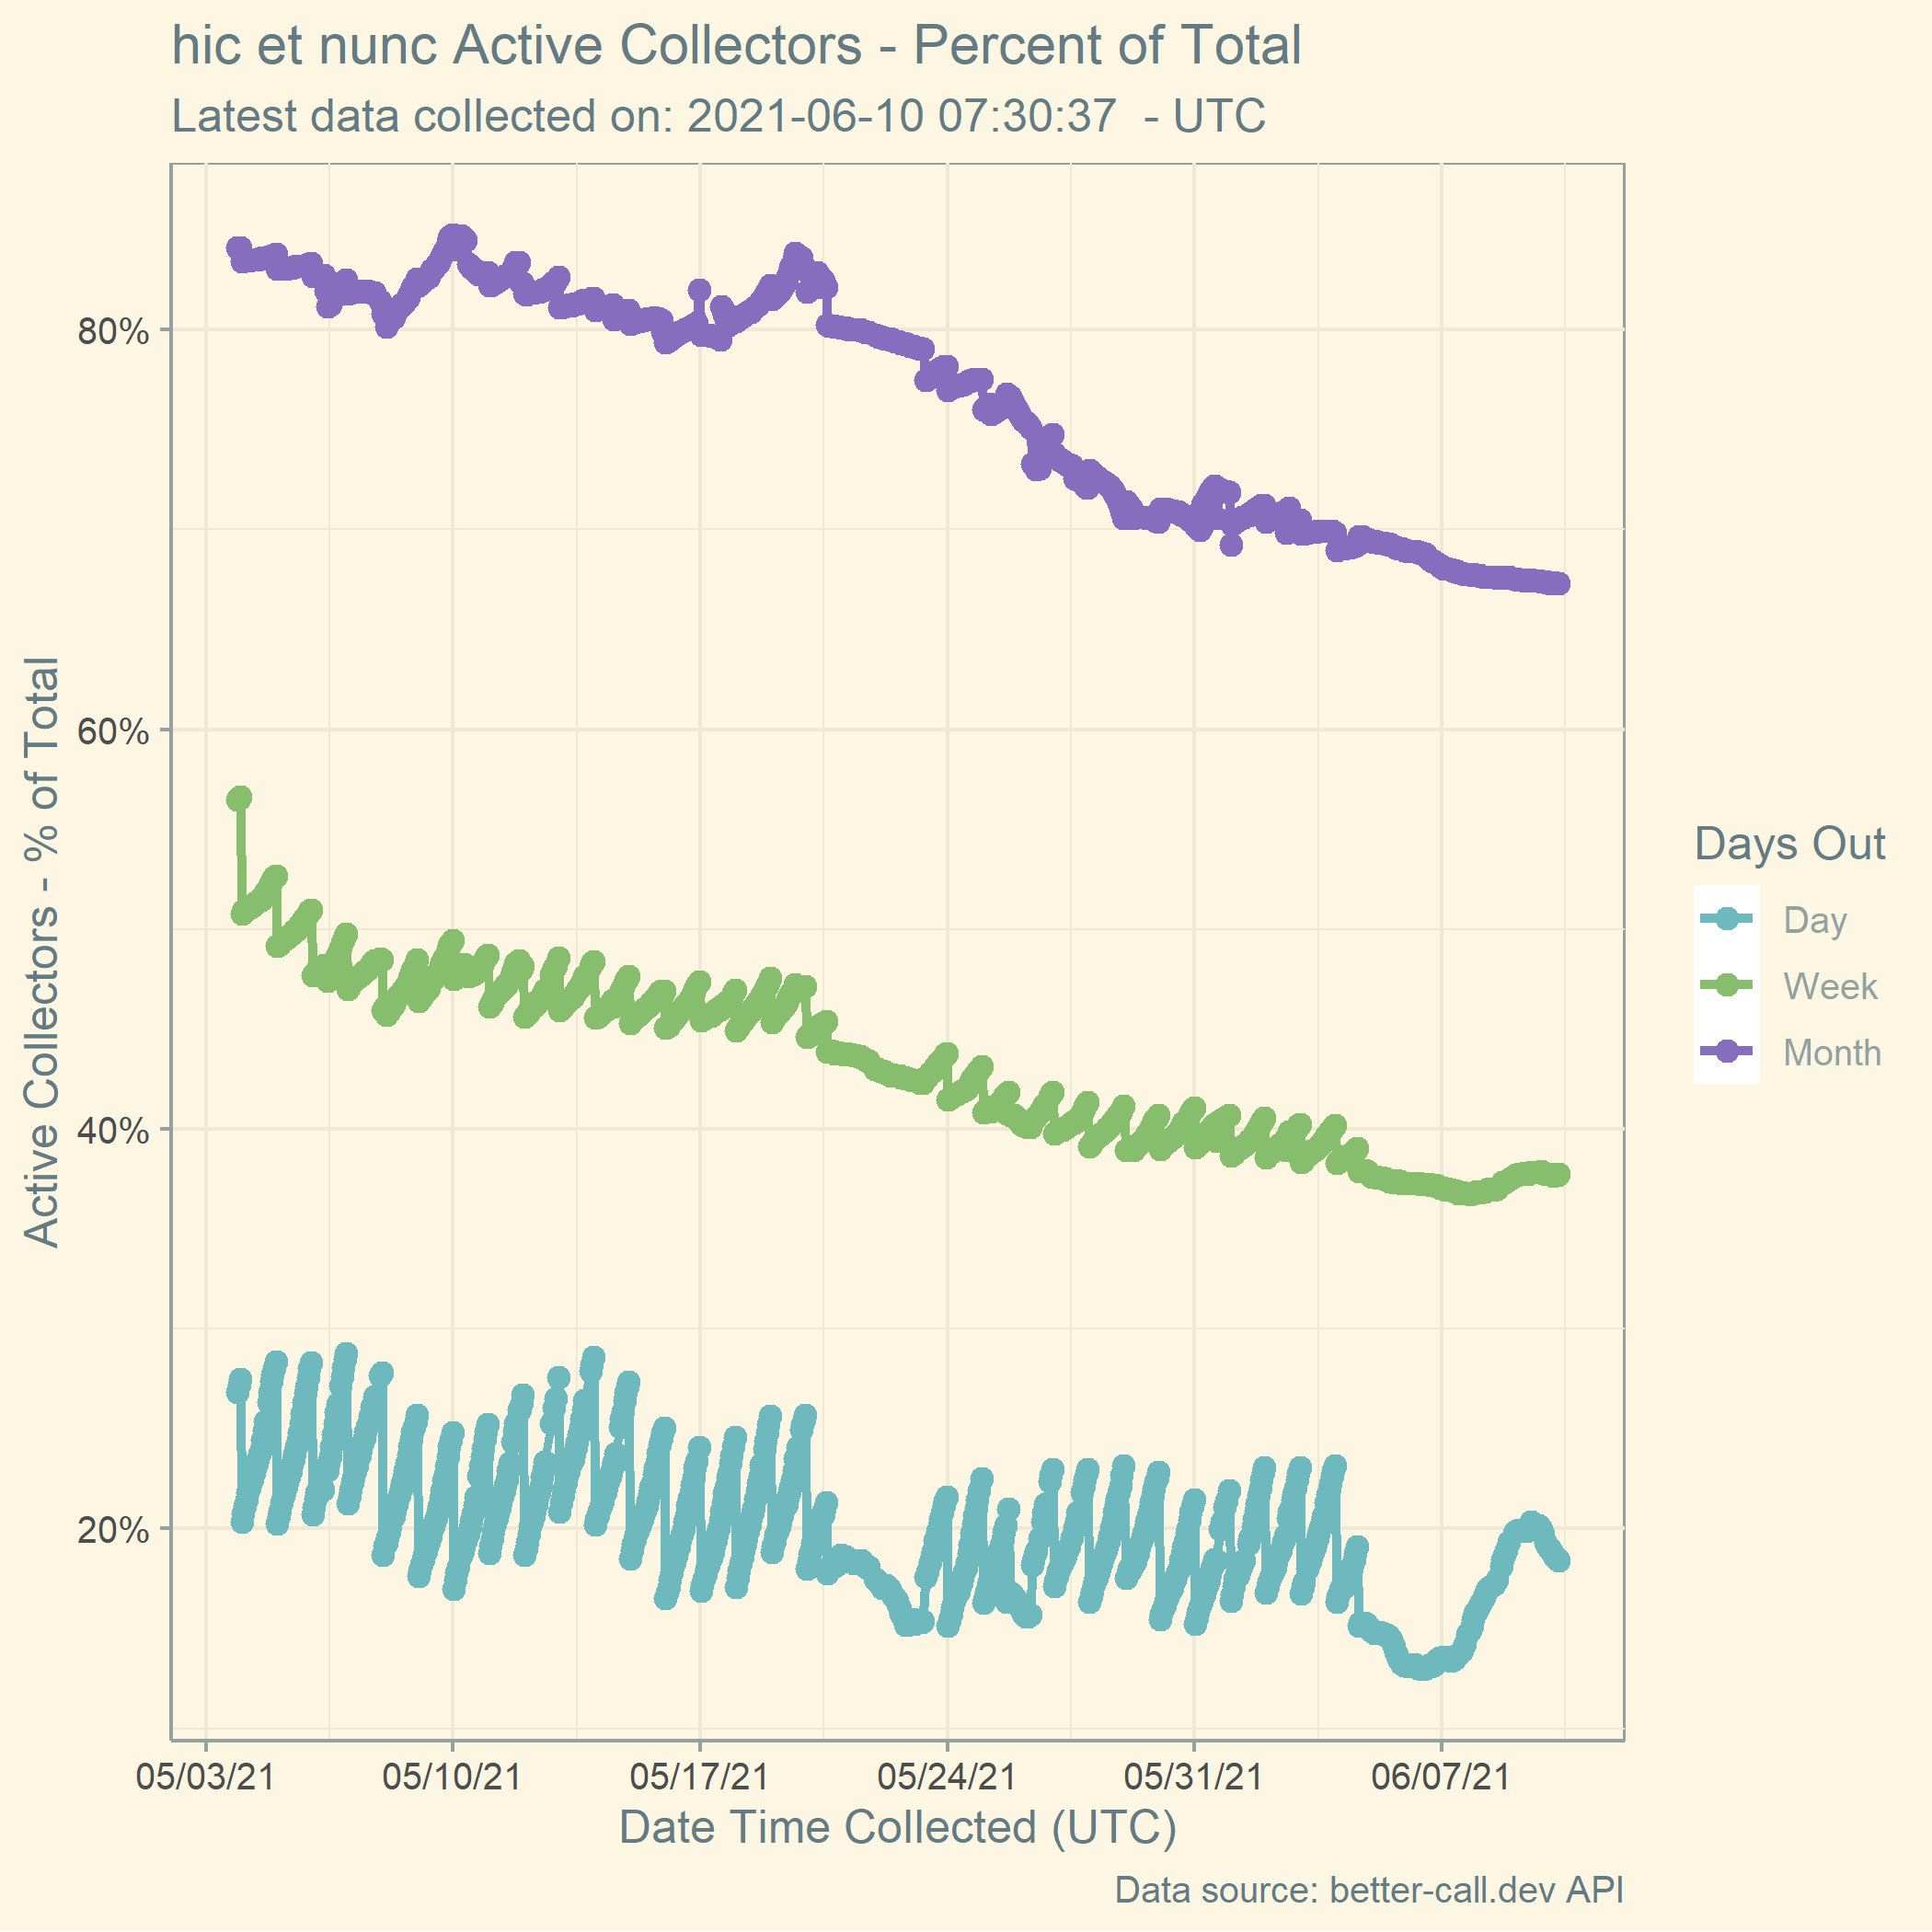 hic et nunc Active Collectors - Percent of Total
Latest data collected on: 2021-06-10 07:30:37  - UTC
Active Collectors - % of Total
80%
60%
40%
20%
05/03/21
05/10/21
05/17/21
05/24/21
05/31/21
06/07/21
Date Time Collected (UTC)
Days Out
Day
Week
Month
Data source: better-call.dev API